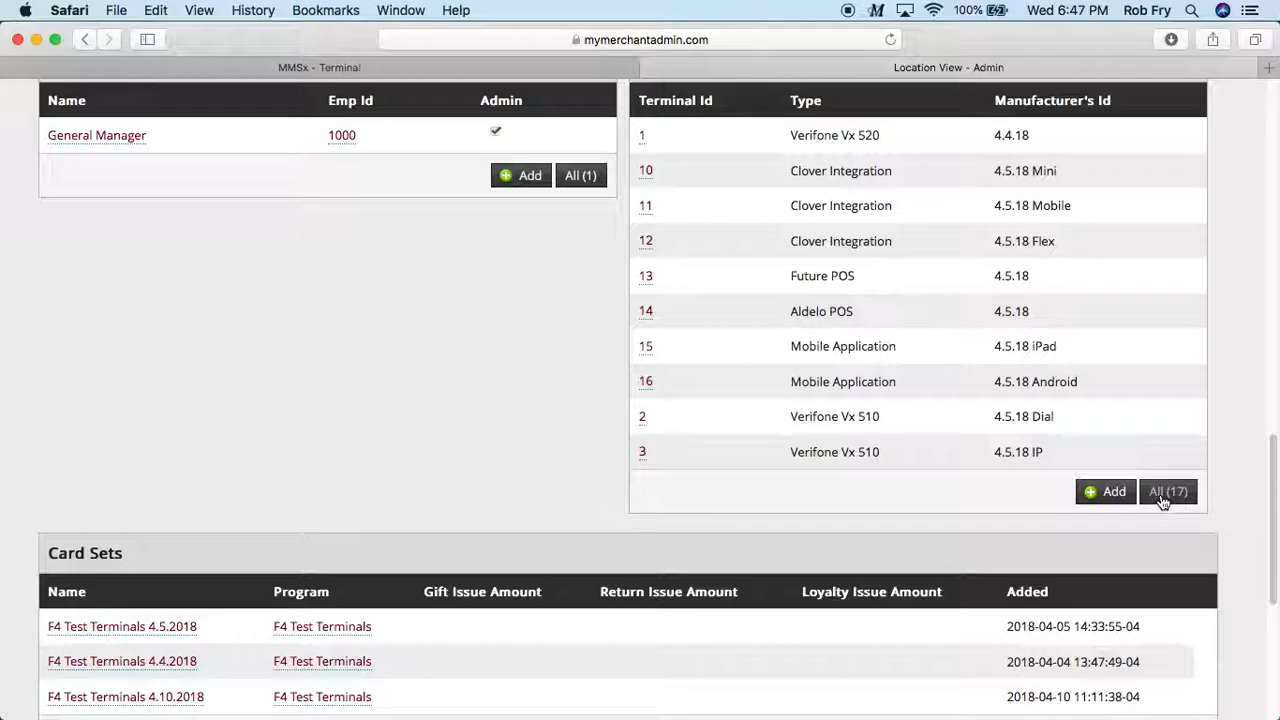 Safari File Edit View History Bookmarks Window Help 100% Wed 6:47 PM Rob Fry
mymerchantadmin.com
MMSx - Terminal Location View - Admin
Name Emp Id Admin
General Manager 1000
Add All (1)
Terminal Id Type Manufacturer's Id
1 Verifone Vx 520 4.4.18
10 Clover Integration 4.5.18 Mini
11 Clover Integration 4.5.18 Mobile
12 Clover Integration 4.5.18 Flex
13 Future POS 4.5.18
14 Aldelo POS 4.5.18
15 Mobile Application 4.5.18 iPad
16 Mobile Application 4.5.18 Android
2 Verifone Vx 510 4.5.18 Dial
3 Verifone Vx 510 4.5.18 IP
Add All (17)
Card Sets
Name Program Gift Issue Amount Return Issue Amount Loyalty Issue Amount Added
F4 Test Terminals 4.5.2018 F4 Test Terminals 2018-04-05 14:33:55-04
F4 Test Terminals 4.4.2018 F4 Test Terminals 2018-04-04 13:47:49-04
F4 Test Terminals 4.10.2018 F4 Test Terminals 2018-04-10 11:11:38-04